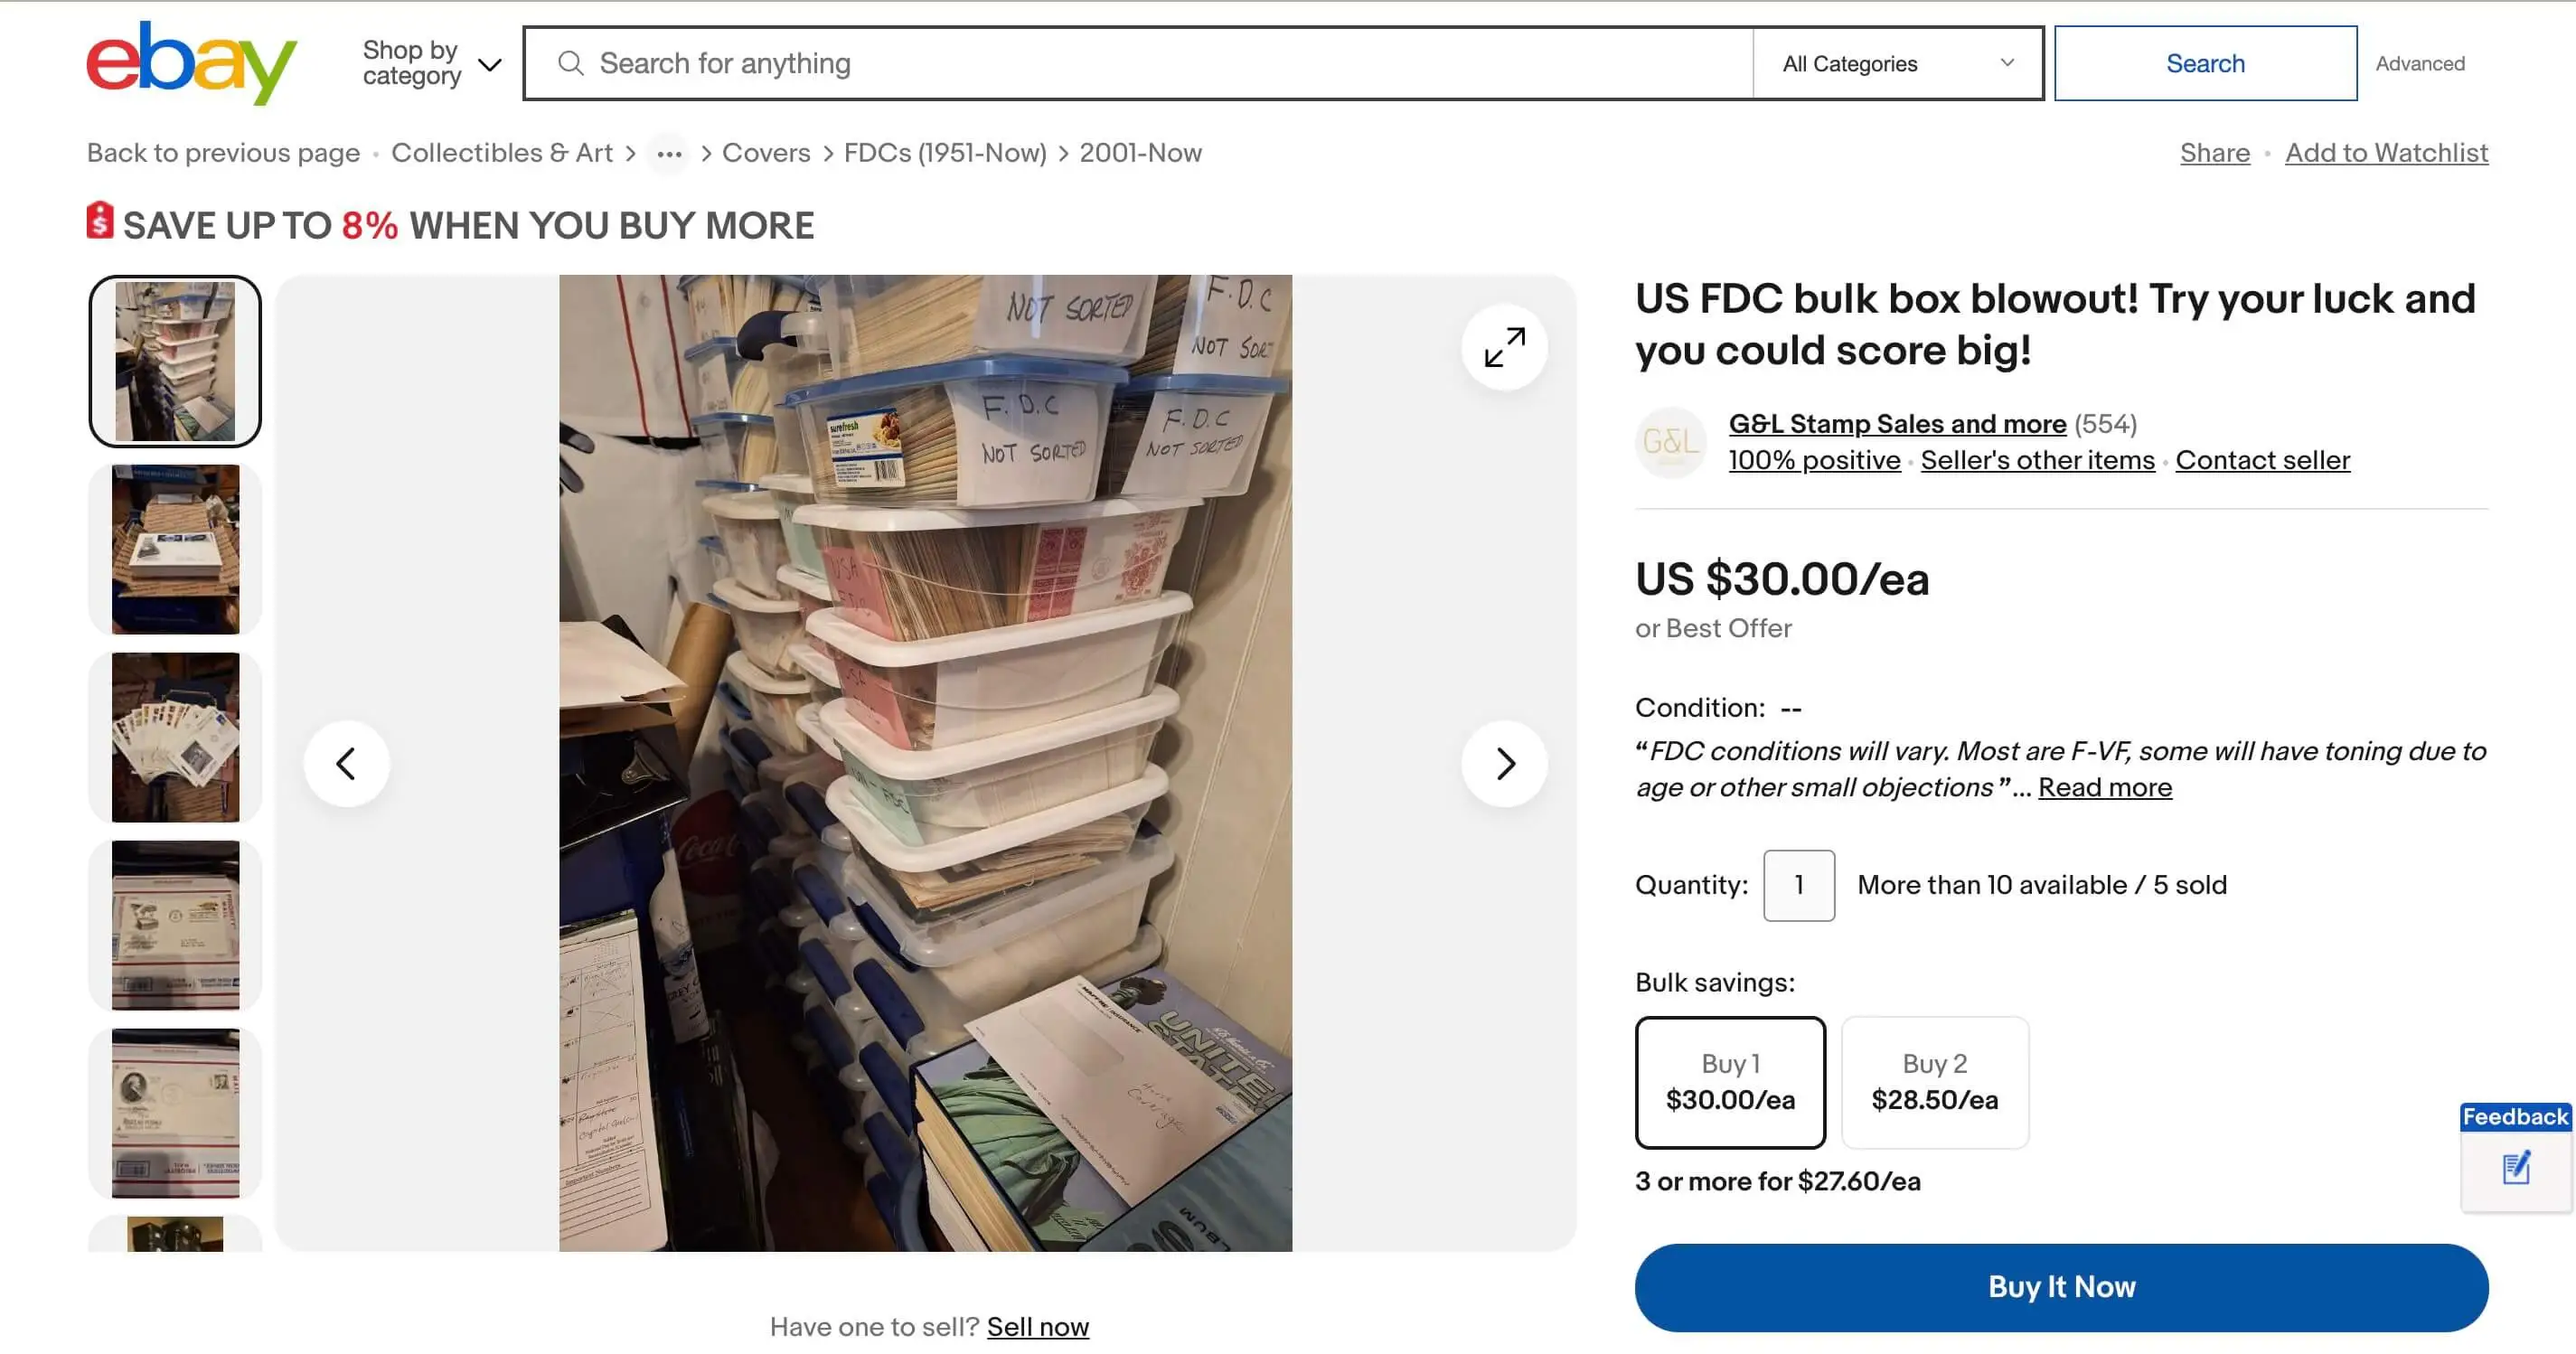 ebay
Shop by
category
Search for anything
All Categories
Search
Advanced
Back to previous page • Collectibles & Art > ••• > Covers > FDCs (1951-Now) > 2001-Now
Share • Add to Watchlist
SAVE UP TO 8% WHEN YOU BUY MORE
NOT SORTED
F.D.C
NOT SORT
F.D.C
NOT SORTED
F.D.C
NOT SORTED
surefresh
USA
Coca-Cola
UNITED
STATE
US FDC bulk box blowout! Try your luck and
you could score big!
G&L
G&L Stamp Sales and more (554)
100% positive • Seller's other items • Contact seller
US $30.00/ea
or Best Offer
Condition: --
“FDC conditions will vary. Most are F-VF, some will have toning due to
age or other small objections”... Read more
Quantity: 1 More than 10 available / 5 sold
Bulk savings:
Buy 1
$30.00/ea
Buy 2
$28.50/ea
3 or more for $27.60/ea
Buy It Now
Feedback
Have one to sell? Sell now